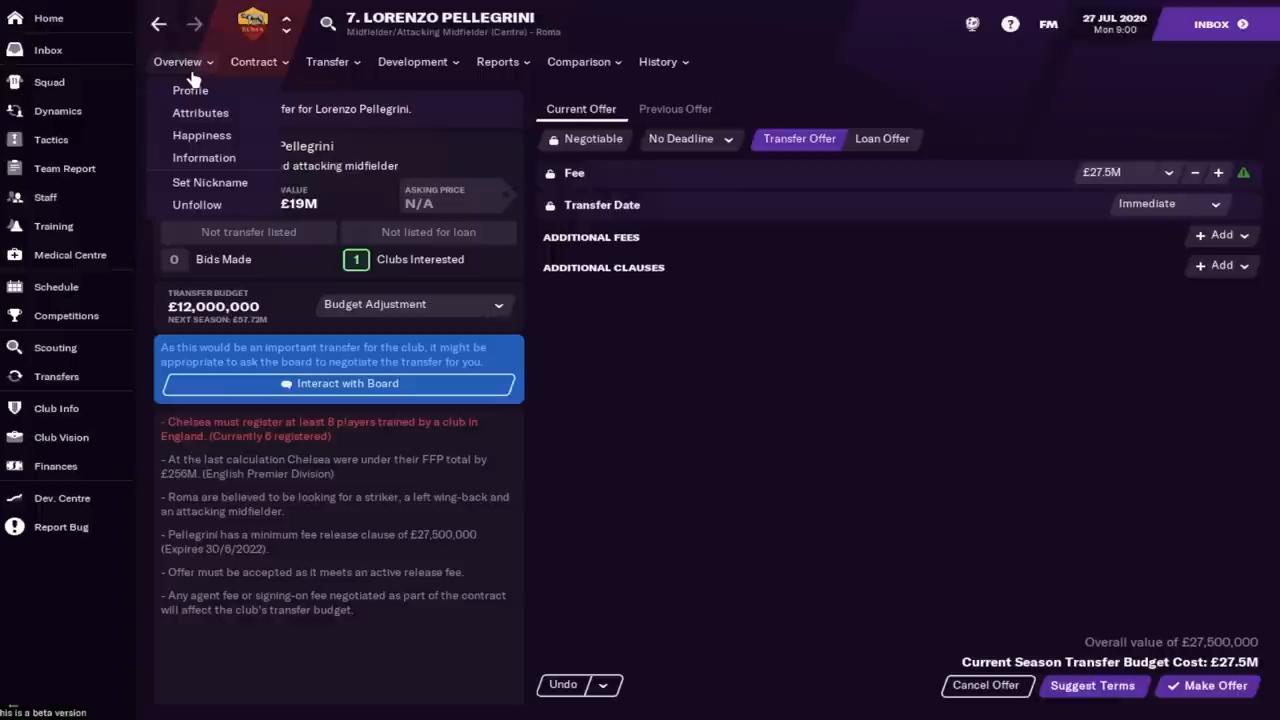 Home
Inbox
Squad
Dynamics
Tactics
Team Report
Staff
Training
Medical Centre
Schedule
Competitions
Scouting
Transfers
Club Info
Club Vision
Finances
Dev. Centre
Report Bug
his is a beta version
ROMA
7. LORENZO PELLEGRINI
Midfielder/Attacking Midfielder (Centre) - Roma
FM
27 JUL 2020
Mon 9:00
INBOX
Overview
Contract
Transfer
Development
Reports
Comparison
History
Profile
Attributes
Happiness
Information
Set Nickname
Unfollow
fer for Lorenzo Pellegrini.
Pellegrini
d attacking midfielder
VALUE
£19M
ASKING PRICE
N/A
Not transfer listed
Not listed for loan
0 Bids Made
1 Clubs Interested
TRANSFER BUDGET
£12,000,000
NEXT SEASON: £57.72M
Budget Adjustment
As this would be an important transfer for the club, it might be
appropriate to ask the board to negotiate the transfer for you.
Interact with Board
- Chelsea must register at least 8 players trained by a club in
England. (Currently 6 registered)
- At the last calculation Chelsea were under their FFP total by
£256M. (English Premier Division)
- Roma are believed to be looking for a striker, a left wing-back and
an attacking midfielder.
- Pellegrini has a minimum fee release clause of £27,500,000
(Expires 30/6/2022).
- Offer must be accepted as it meets an active release fee.
- Any agent fee or signing-on fee negotiated as part of the contract
will affect the club's transfer budget.
Current Offer
Previous Offer
Negotiable
No Deadline
Transfer Offer
Loan Offer
Fee
£27.5M
Transfer Date
Immediate
ADDITIONAL FEES
+ Add
ADDITIONAL CLAUSES
+ Add
Overall value of £27,500,000
Current Season Transfer Budget Cost: £27.5M
Undo
Cancel Offer
Suggest Terms
Make Offer